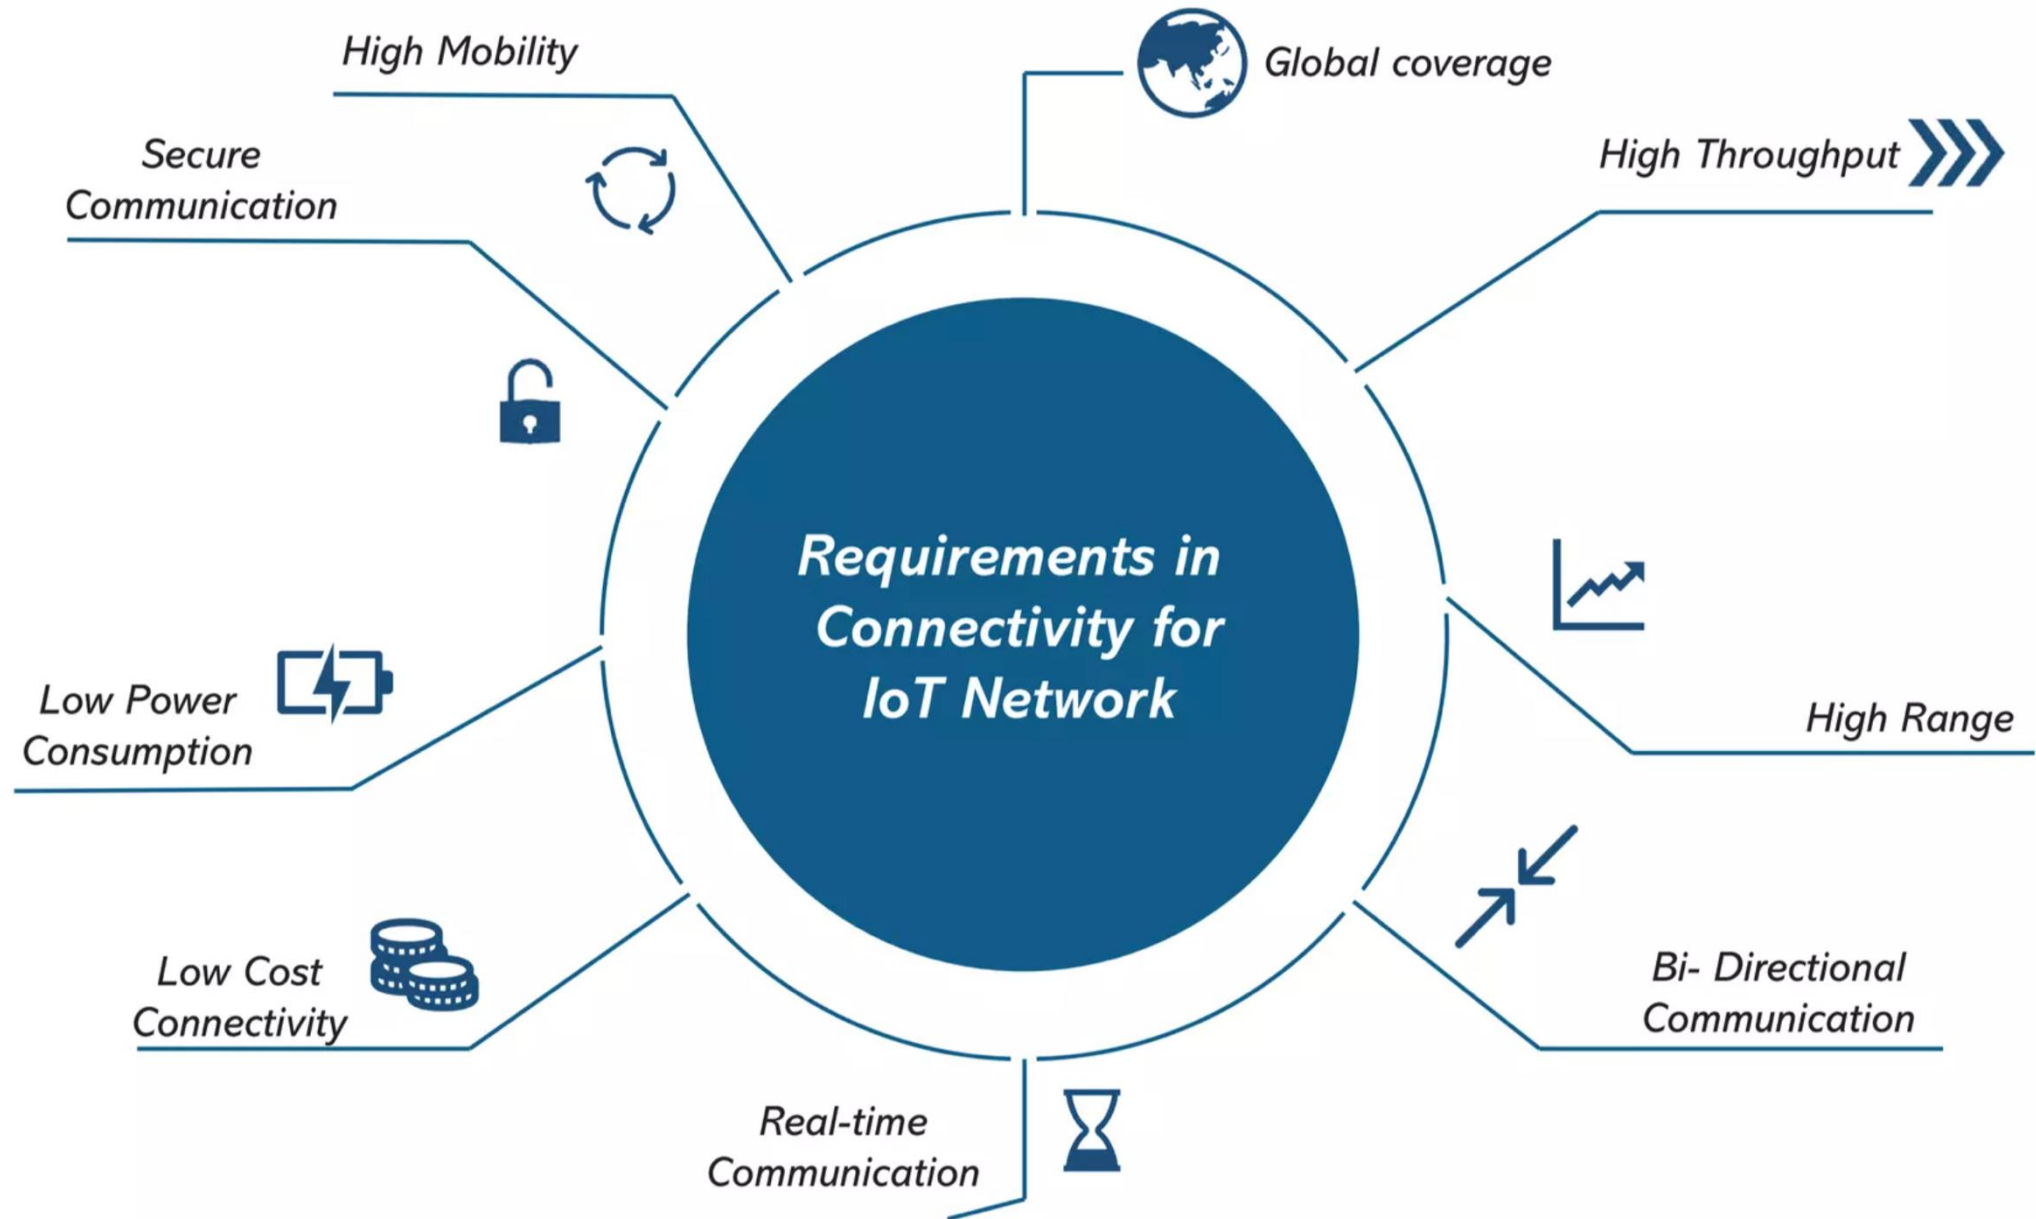 High Mobility
Global coverage
High Throughput
Secure
Communication
Requirements in
Connectivity for
IoT Network
Low Power
Consumption
High Range
Low Cost
Connectivity
Bi- Directional
Communication
Real-time
Communication